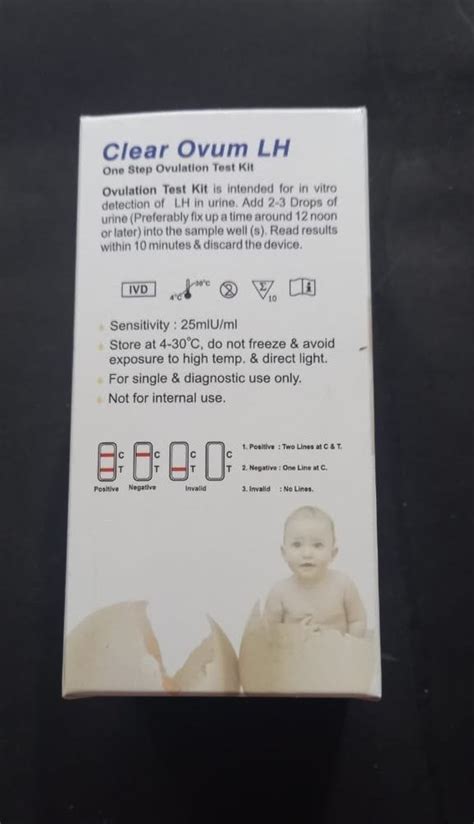 Clear Ovum LH
One Step Ovulation Test Kit
Ovulation Test Kit is intended for in vitro
detection of LH in urine. Add 2-3 Drops of
urine (Preferably fix up a time around 12 noon
or later) into the sample well (s). Read results
within 10 minutes & discard the device.
IVD
4°C
30°C
2
Σ
10
i
Sensitivity : 25mIU/ml
Store at 4-30°C, do not freeze & avoid
exposure to high temp. & direct light.
For single & diagnostic use only.
Not for internal use.
C C C C
T T T T
Positive Negative Invalid
1. Positive : Two Lines at C & T.
2. Negative : One Line at C.
3. Invalid : No Lines.